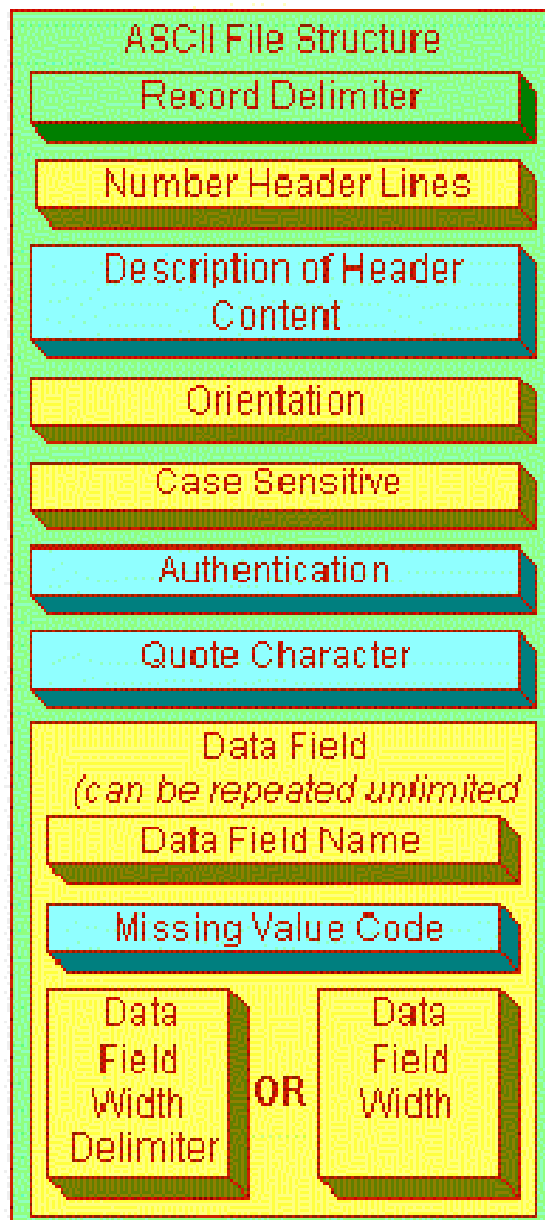 ASCII File Structure
Record Delimiter
Number Header Lines
Description of Header
Content
Orientation
Case Sensitive
Authentication
Quote Character
Data Field
(can be repeated unlimited
Data Field Name
Missing Value Code
Data
Field
Width
Delimiter
OR
Data
Field
Width